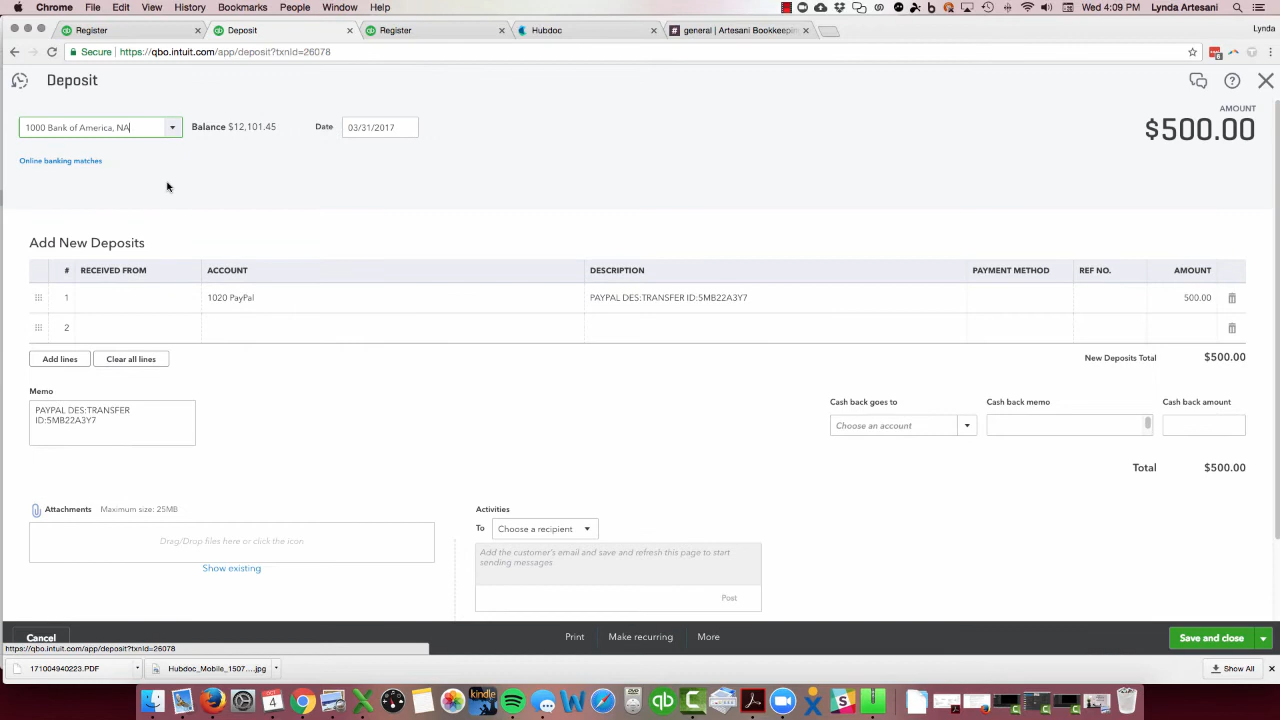 Chrome File Edit View History Bookmarks People Window Help
Wed 4:09 PM Lynda Artesani
Register Deposit Register Hubdoc general | Artesani Bookkeepin
Lynda
Secure https://qbo.intuit.com/app/deposit?txnId=26078
Deposit
AMOUNT
1000 Bank of America, NA Balance $12,101.45 Date 03/31/2017 $500.00
Online banking matches
Add New Deposits
# RECEIVED FROM ACCOUNT DESCRIPTION PAYMENT METHOD REF NO. AMOUNT
1 1020 PayPal PAYPAL DES:TRANSFER ID:5MB22A3Y7 500.00
2
Add lines Clear all lines New Deposits Total $500.00
Memo
PAYPAL DES:TRANSFER
ID:5MB22A3Y7
Cash back goes to Cash back memo Cash back amount
Choose an account
Total $500.00
Attachments Maximum size: 25MB
Drag/Drop files here or click the icon
Show existing
Activities
To Choose a recipient
Add the customer's email and save and refresh this page to start
sending messages
Post
Cancel Print Make recurring More Save and close
https://qbo.intuit.com/app/deposit?txnId=26078
171004940223.PDF Hubdoc_Mobile_1507....jpg Show All